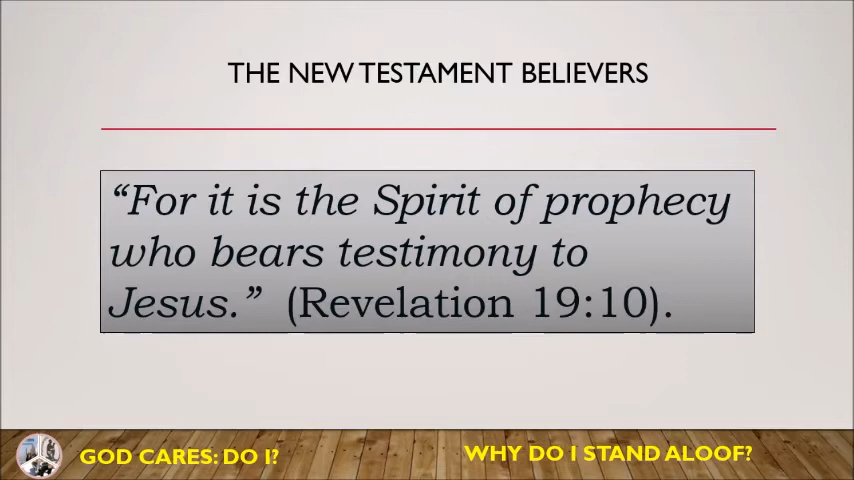 THE NEW TESTAMENT BELIEVERS
“For it is the Spirit of prophecy
who bears testimony to
Jesus.” (Revelation 19:10).
GOD CARES: DO I?
WHY DO I STAND ALOOF?